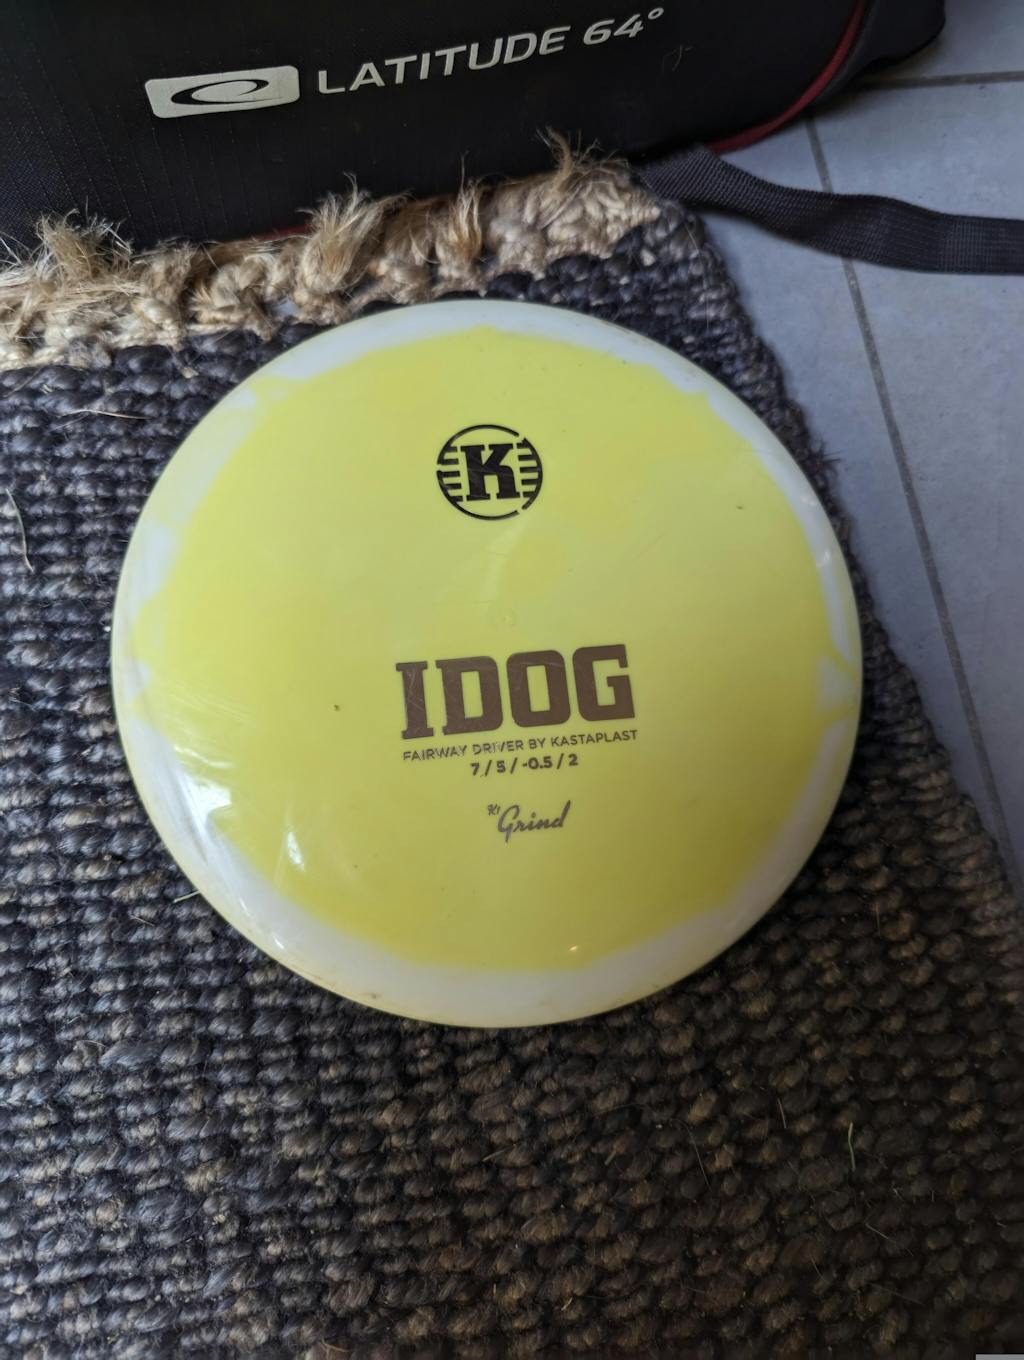 LATITUDE 64°
K
IDOG
FAIRWAY DRIVER BY KASTAPLAST
7 / 5 / -0.5 / 2
K1 Grind